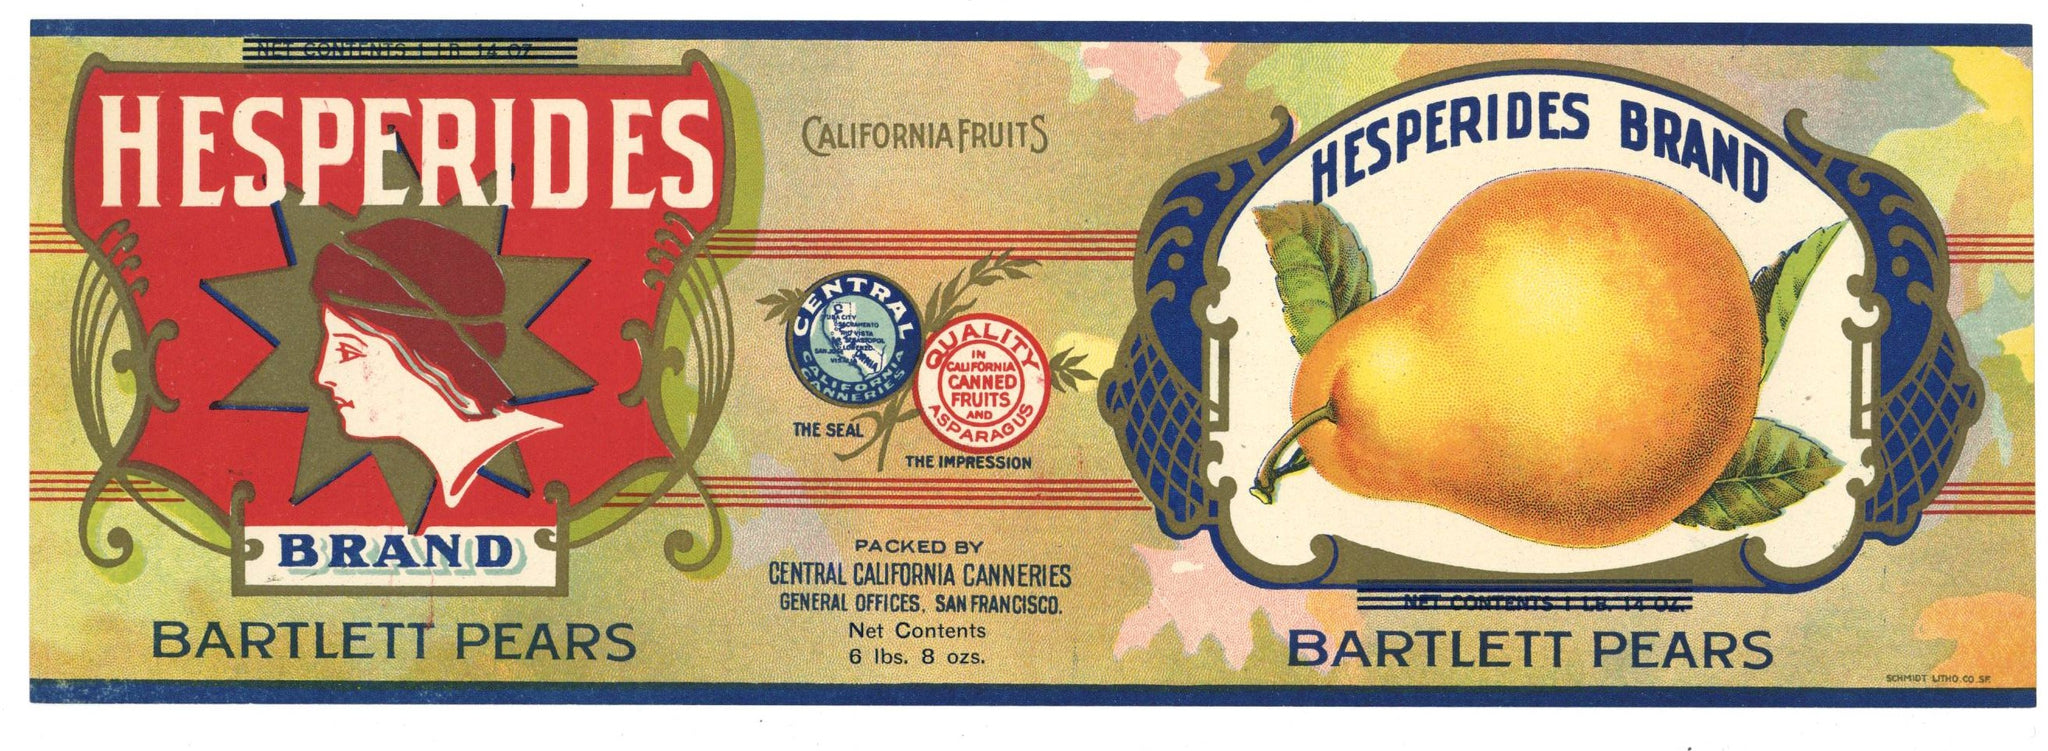 NET CONTENTS 1 LB. 14 OZ.
HESPERIDES
BRAND
BARTLETT PEARS
CALIFORNIA FRUITS
CENTRAL
CALIFORNIA
CANNERIES
SACRAMENTO
THE SEAL
QUALITY
IN
CALIFORNIA
CANNED
FRUITS
AND
ASPARAGUS
THE IMPRESSION
PACKED BY
CENTRAL CALIFORNIA CANNERIES
GENERAL OFFICES, SAN FRANCISCO.
Net Contents
6 lbs. 8 ozs.
HESPERIDES BRAND
NET CONTENTS 1 LB. 14 OZ.
BARTLETT PEARS
SCHMIDT LITHO. CO. S.F.